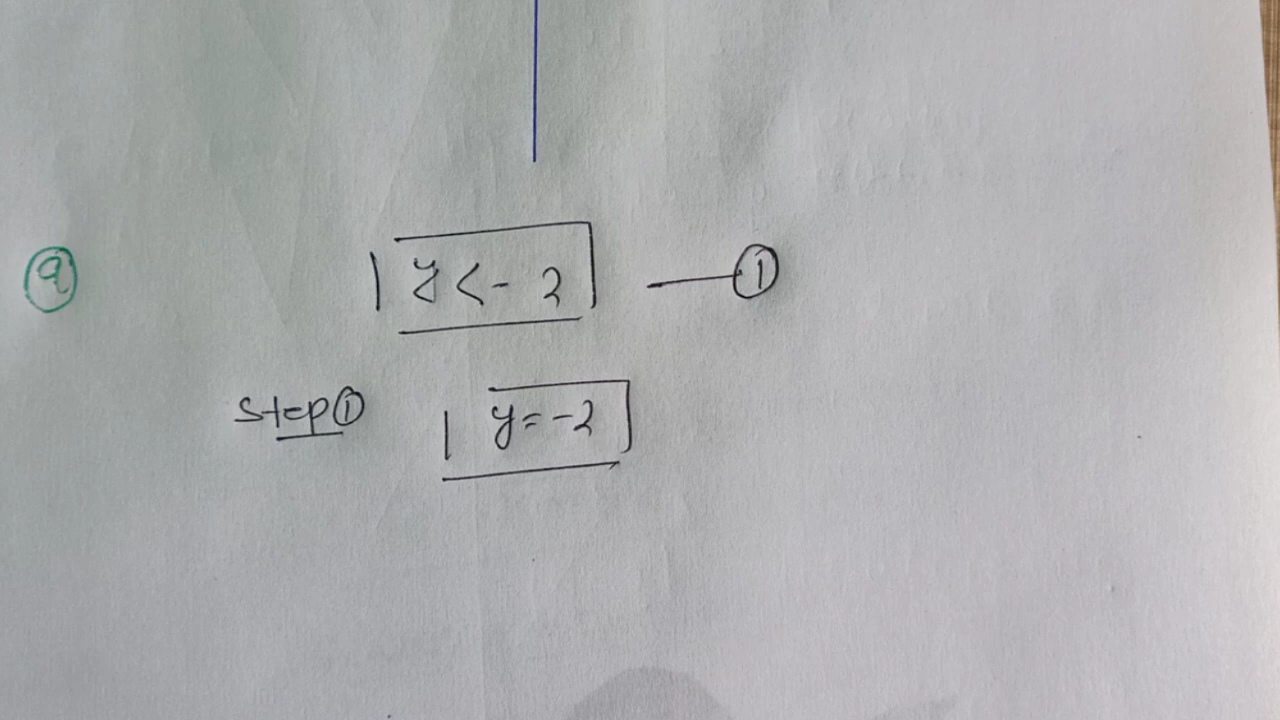 9 y < - 2 — 1
Step 1 y = -2